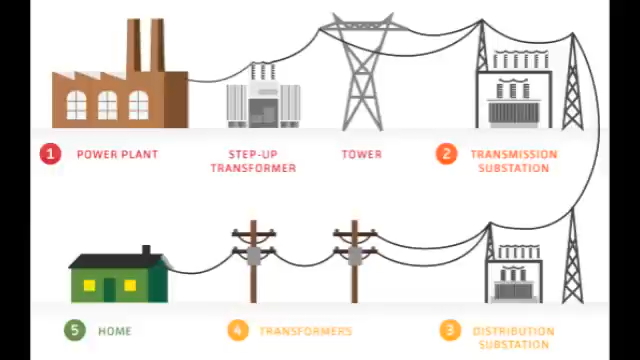 1 POWER PLANT
STEP-UP
TRANSFORMER
TOWER
2 TRANSMISSION
SUBSTATION
5 HOME
4 TRANSFORMERS
3 DISTRIBUTION
SUBSTATION